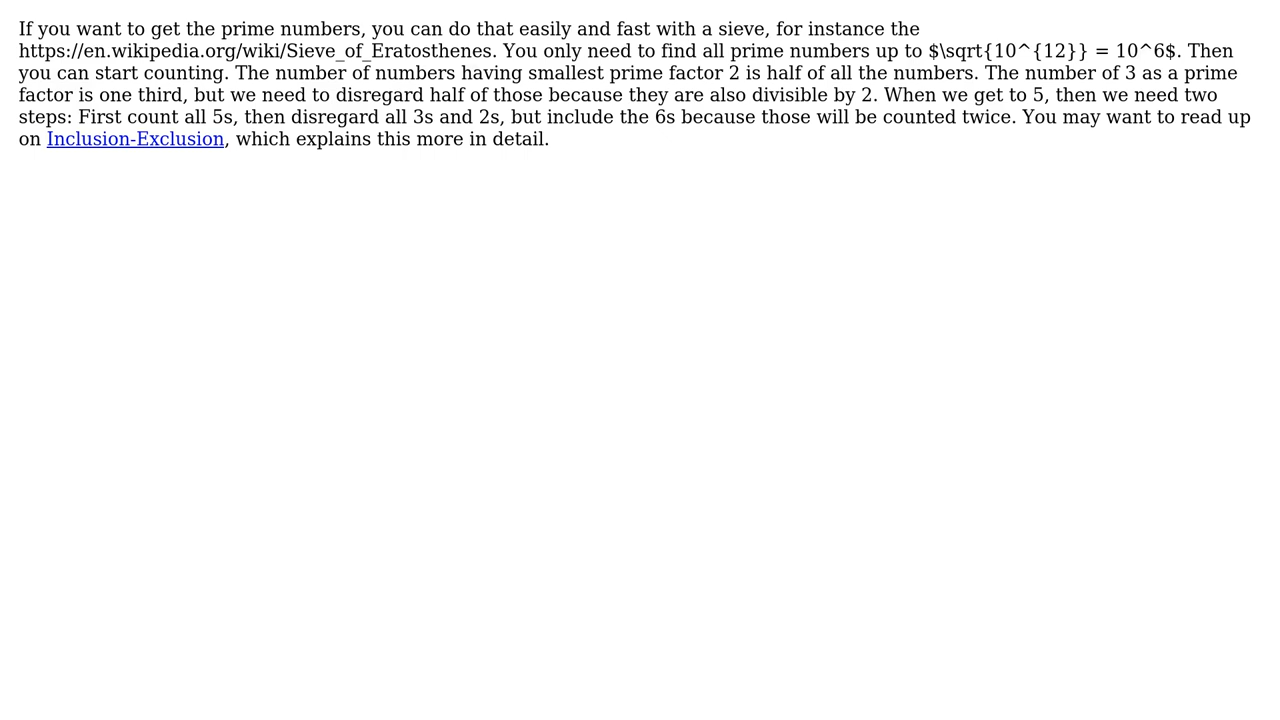 If you want to get the prime numbers, you can do that easily and fast with a sieve, for instance the
https://en.wikipedia.org/wiki/Sieve_of_Eratosthenes. You only need to find all prime numbers up to $\sqrt{10^{12}} = 10^6$. Then
you can start counting. The number of numbers having smallest prime factor 2 is half of all the numbers. The number of 3 as a prime
factor is one third, but we need to disregard half of those because they are also divisible by 2. When we get to 5, then we need two
steps: First count all 5s, then disregard all 3s and 2s, but include the 6s because those will be counted twice. You may want to read up
on Inclusion-Exclusion, which explains this more in detail.